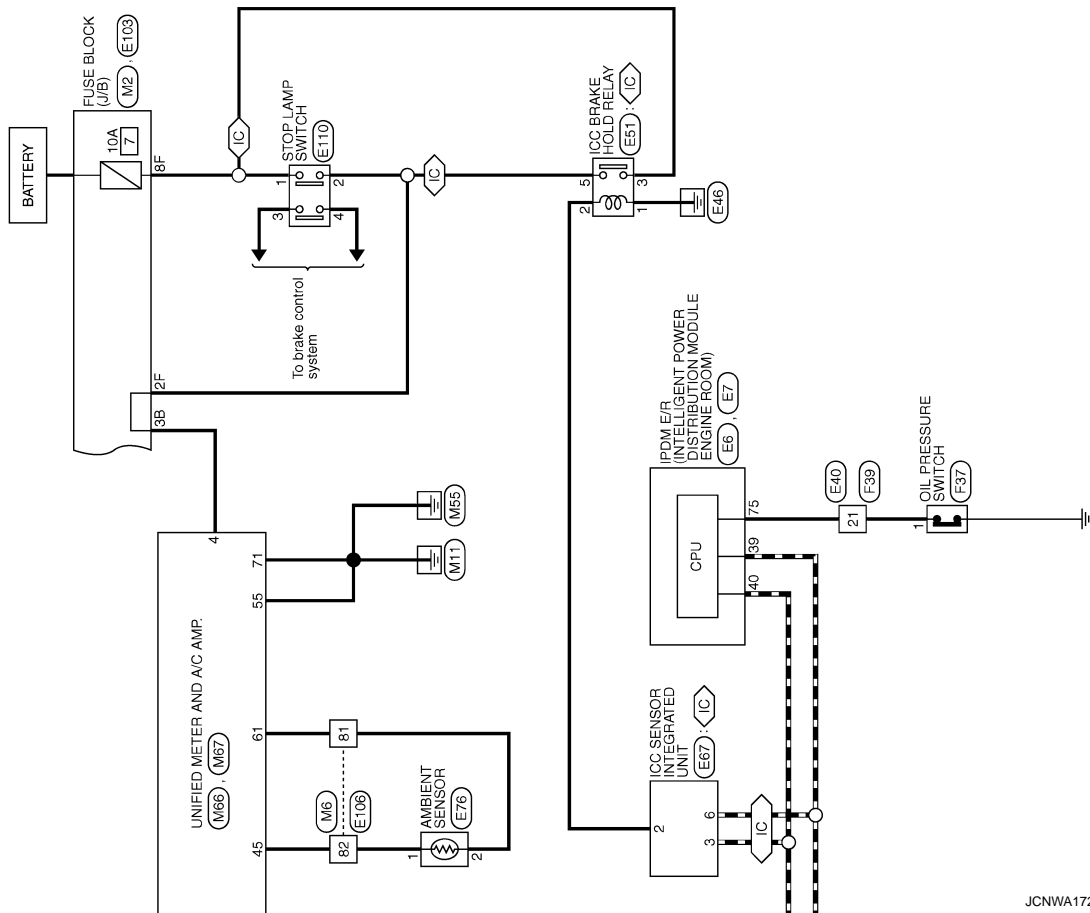 BATTERY
FUSE BLOCK
(J/B)
M2 , E103
10A
7
8F
IC
STOP LAMP
SWITCH
E110
1
2
3
4
To brake control
system
IC
ICC BRAKE
HOLD RELAY
E51 : IC
5
3
2
1
E46
2F
3B
4
UNIFIED METER AND A/C AMP.
M66 , M67
71
55
M55
M11
61
45
81
82
M6
E106
AMBIENT
SENSOR
E76
1
2
IPDM E/R
(INTELLIGENT POWER
DISTRIBUTION MODULE
ENGINE ROOM)
E6 , E7
CPU
75
39
40
E40
F39
21
OIL PRESSURE
SWITCH
F37
1
ICC SENSOR
INTEGRATED
UNIT
E67 : IC
2
6
3
IC
JCNWA172